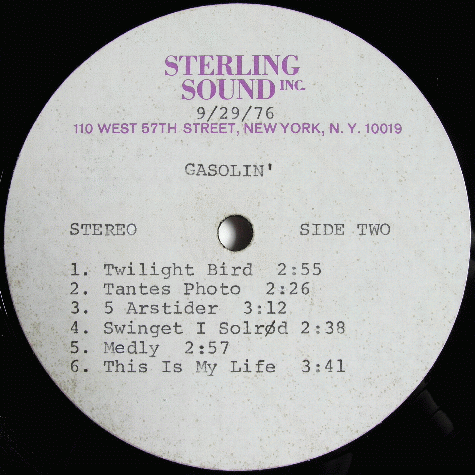 STERLING
SOUND INC.
9/29/76
110 WEST 57TH STREET, NEW YORK, N. Y. 10019
GASOLIN'
STEREO SIDE TWO
1. Twilight Bird 2:55
2. Tantes Photo 2:26
3. 5 Arstider 3:12
4. Swinget I Solrød 2:38
5. Medly 2:57
6. This Is My Life 3:41